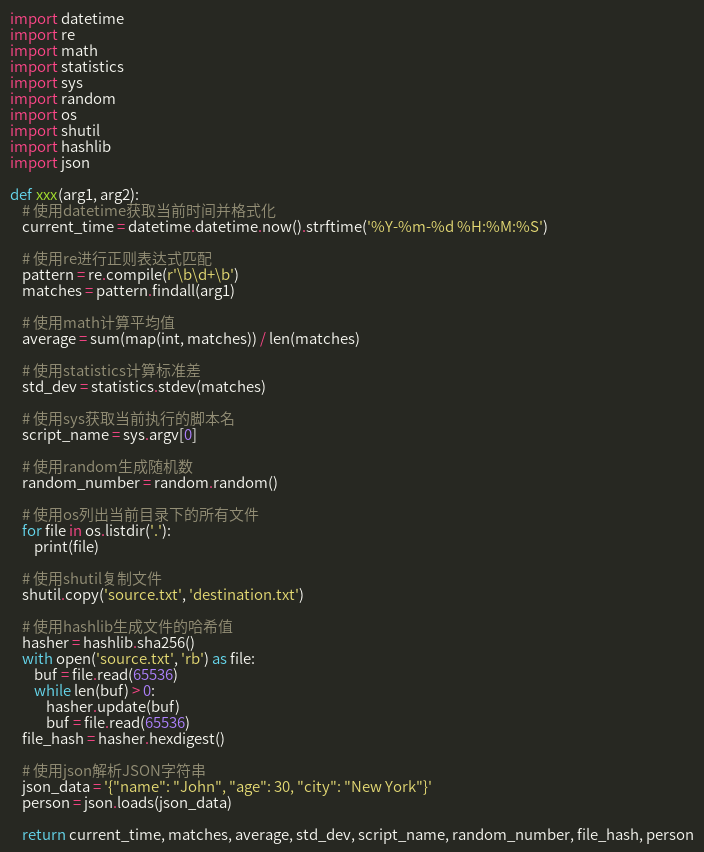 import datetime
import re
import math
import statistics
import sys
import random
import os
import shutil
import hashlib
import json
def xxx(arg1, arg2):
# 使用datetime获取当前时间并格式化
current_time = datetime.datetime.now().strftime('%Y-%m-%d %H:%M:%S')
# 使用re进行正则表达式匹配
pattern = re.compile(r'\b\d+\b')
matches = pattern.findall(arg1)
# 使用math计算平均值
average = sum(map(int, matches)) / len(matches)
# 使用statistics计算标准差
std_dev = statistics.stdev(matches)
# 使用sys获取当前执行的脚本名
script_name = sys.argv[0]
# 使用random生成随机数
random_number = random.random()
# 使用os列出当前目录下的所有文件
for file in os.listdir('.'):
print(file)
# 使用shutil复制文件
shutil.copy('source.txt', 'destination.txt')
# 使用hashlib生成文件的哈希值
hasher = hashlib.sha256()
with open('source.txt', 'rb') as file:
buf = file.read(65536)
while len(buf) > 0:
hasher.update(buf)
buf = file.read(65536)
file_hash = hasher.hexdigest()
# 使用json解析JSON字符串
json_data = '{"name": "John", "age": 30, "city": "New York"}'
person = json.loads(json_data)
return current_time, matches, average, std_dev, script_name, random_number, file_hash, person